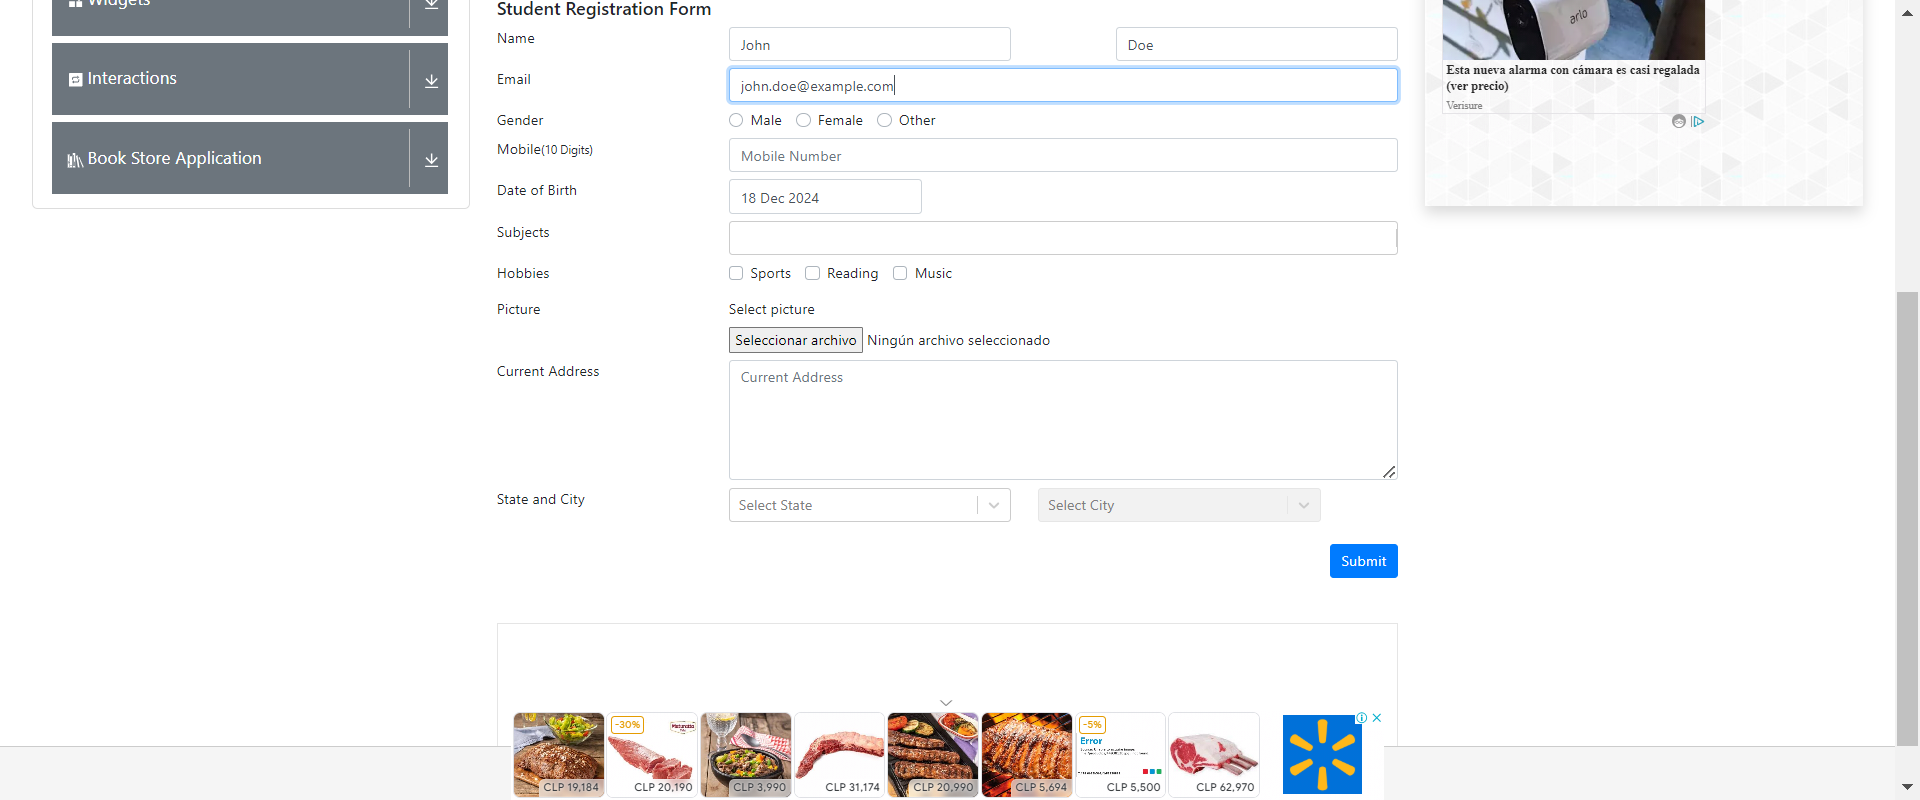 Widgets
Interactions
Book Store Application
Student Registration Form
Name
John
Doe
Email
john.doe@example.com
Gender
Male
Female
Other
Mobile(10 Digits)
Mobile Number
Date of Birth
18 Dec 2024
Subjects
Hobbies
Sports
Reading
Music
Picture
Select picture
Seleccionar archivo
Ningún archivo seleccionado
Current Address
Current Address
State and City
Select State
Select City
Submit
arlo
Esta nueva alarma con cámara es casi regalada
(ver precio)
Verisure
CLP 19,184
-30%
CLP 20,190
CLP 3,990
CLP 31,174
CLP 20,990
CLP 5,694
-5%
Error
CLP 5,500
CLP 62,970